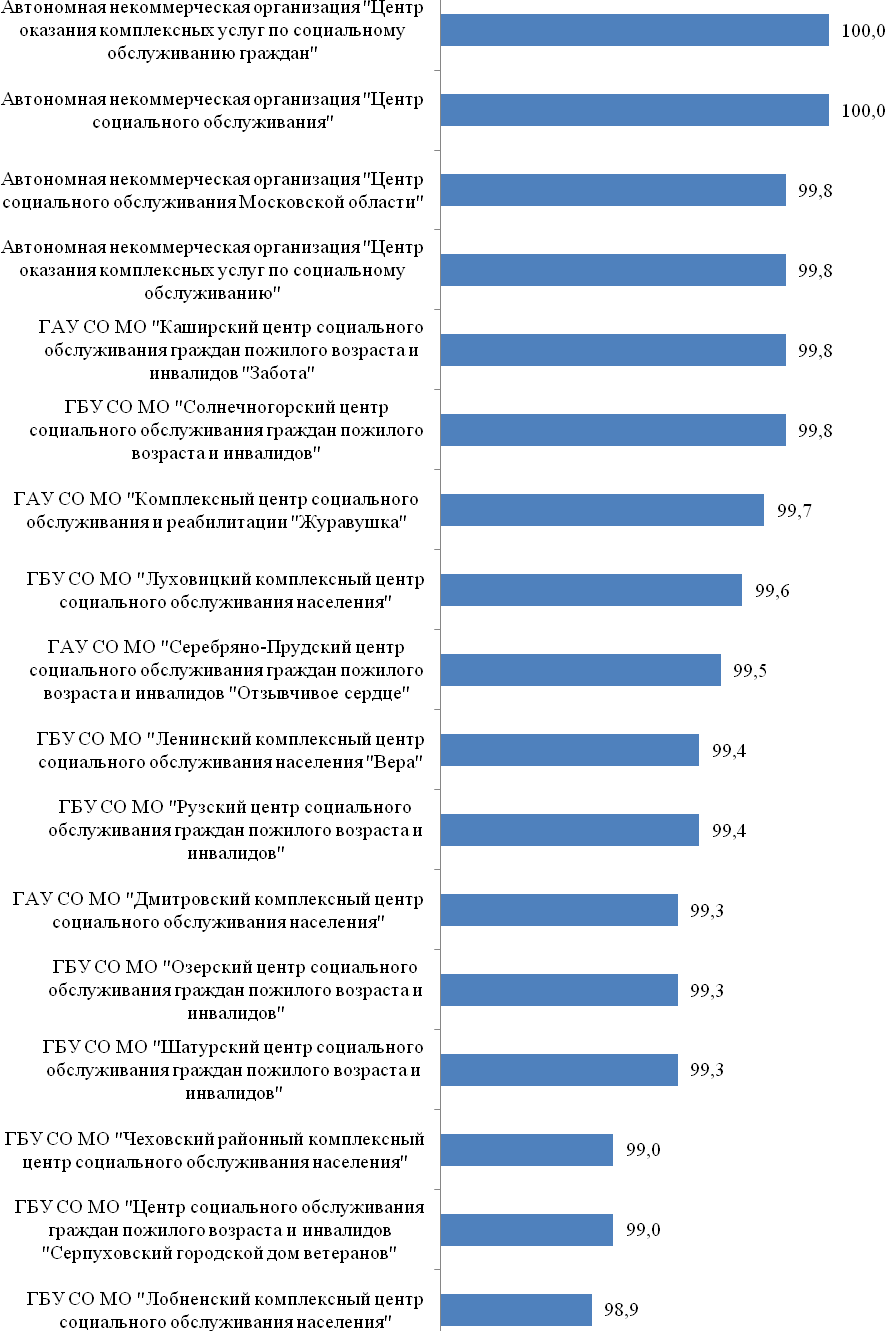 Автономная некоммерческая организация "Центр
оказания комплексных услуг по социальному
обслуживанию граждан"
100,0
Автономная некоммерческая организация "Центр
социального обслуживания"
100,0
Автономная некоммерческая организация "Центр
социального обслуживания Московской области"
99,8
Автономная некоммерческая организация "Центр
оказания комплексных услуг по социальному
обслуживанию"
99,8
ГАУ СО МО "Каширский центр социального
обслуживания граждан пожилого возраста и
инвалидов "Забота"
99,8
ГБУ СО МО "Солнечногорский центр
социального обслуживания граждан пожилого
возраста и инвалидов"
99,8
ГАУ СО МО "Комплексный центр социального
обслуживания и реабилитации "Журавушка"
99,7
ГБУ СО МО "Луховицкий комплексный центр
социального обслуживания населения"
99,6
ГАУ СО МО "Серебряно-Прудский центр
социального обслуживания граждан пожилого
возраста и инвалидов "Отзывчивое сердце"
99,5
ГБУ СО МО "Ленинский комплексный центр
социального обслуживания населения "Вера"
99,4
ГБУ СО МО "Рузский центр социального
обслуживания граждан пожилого возраста и
инвалидов"
99,4
ГАУ СО МО "Дмитровский комплексный центр
социального обслуживания населения"
99,3
ГБУ СО МО "Озерский центр социального
обслуживания граждан пожилого возраста и
инвалидов"
99,3
ГБУ СО МО "Шатурский центр социального
обслуживания граждан пожилого возраста и
инвалидов"
99,3
ГБУ СО МО "Чеховский районный комплексный
центр социального обслуживания населения"
99,0
ГБУ СО МО "Центр социального обслуживания
граждан пожилого возраста и инвалидов
"Серпуховский городской дом ветеранов"
99,0
ГБУ СО МО "Лобненский комплексный центр
социального обслуживания населения"
98,9